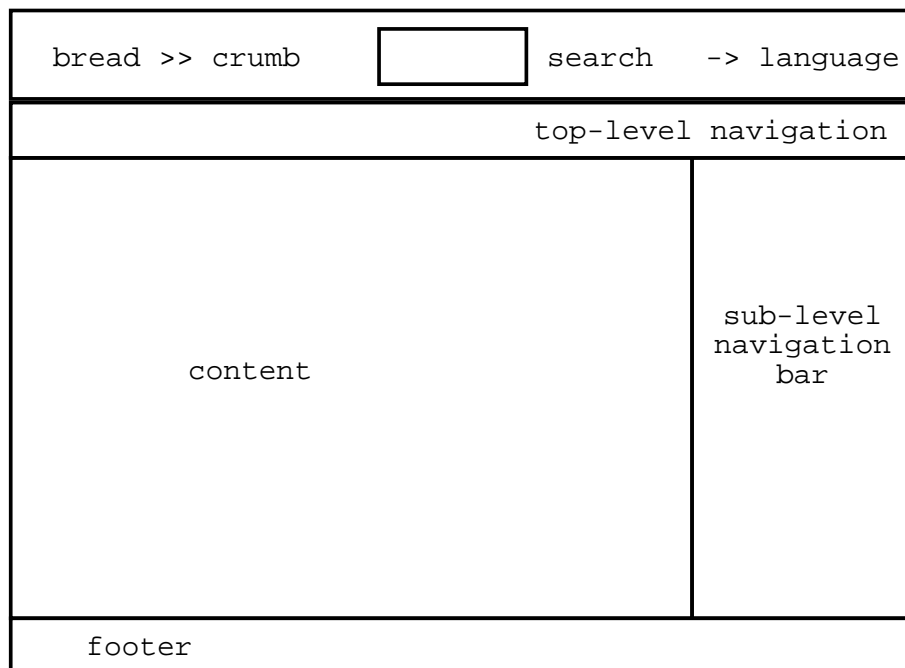 bread >> crumb search -> language
top-level navigation
content
sub-level
navigation
bar
footer